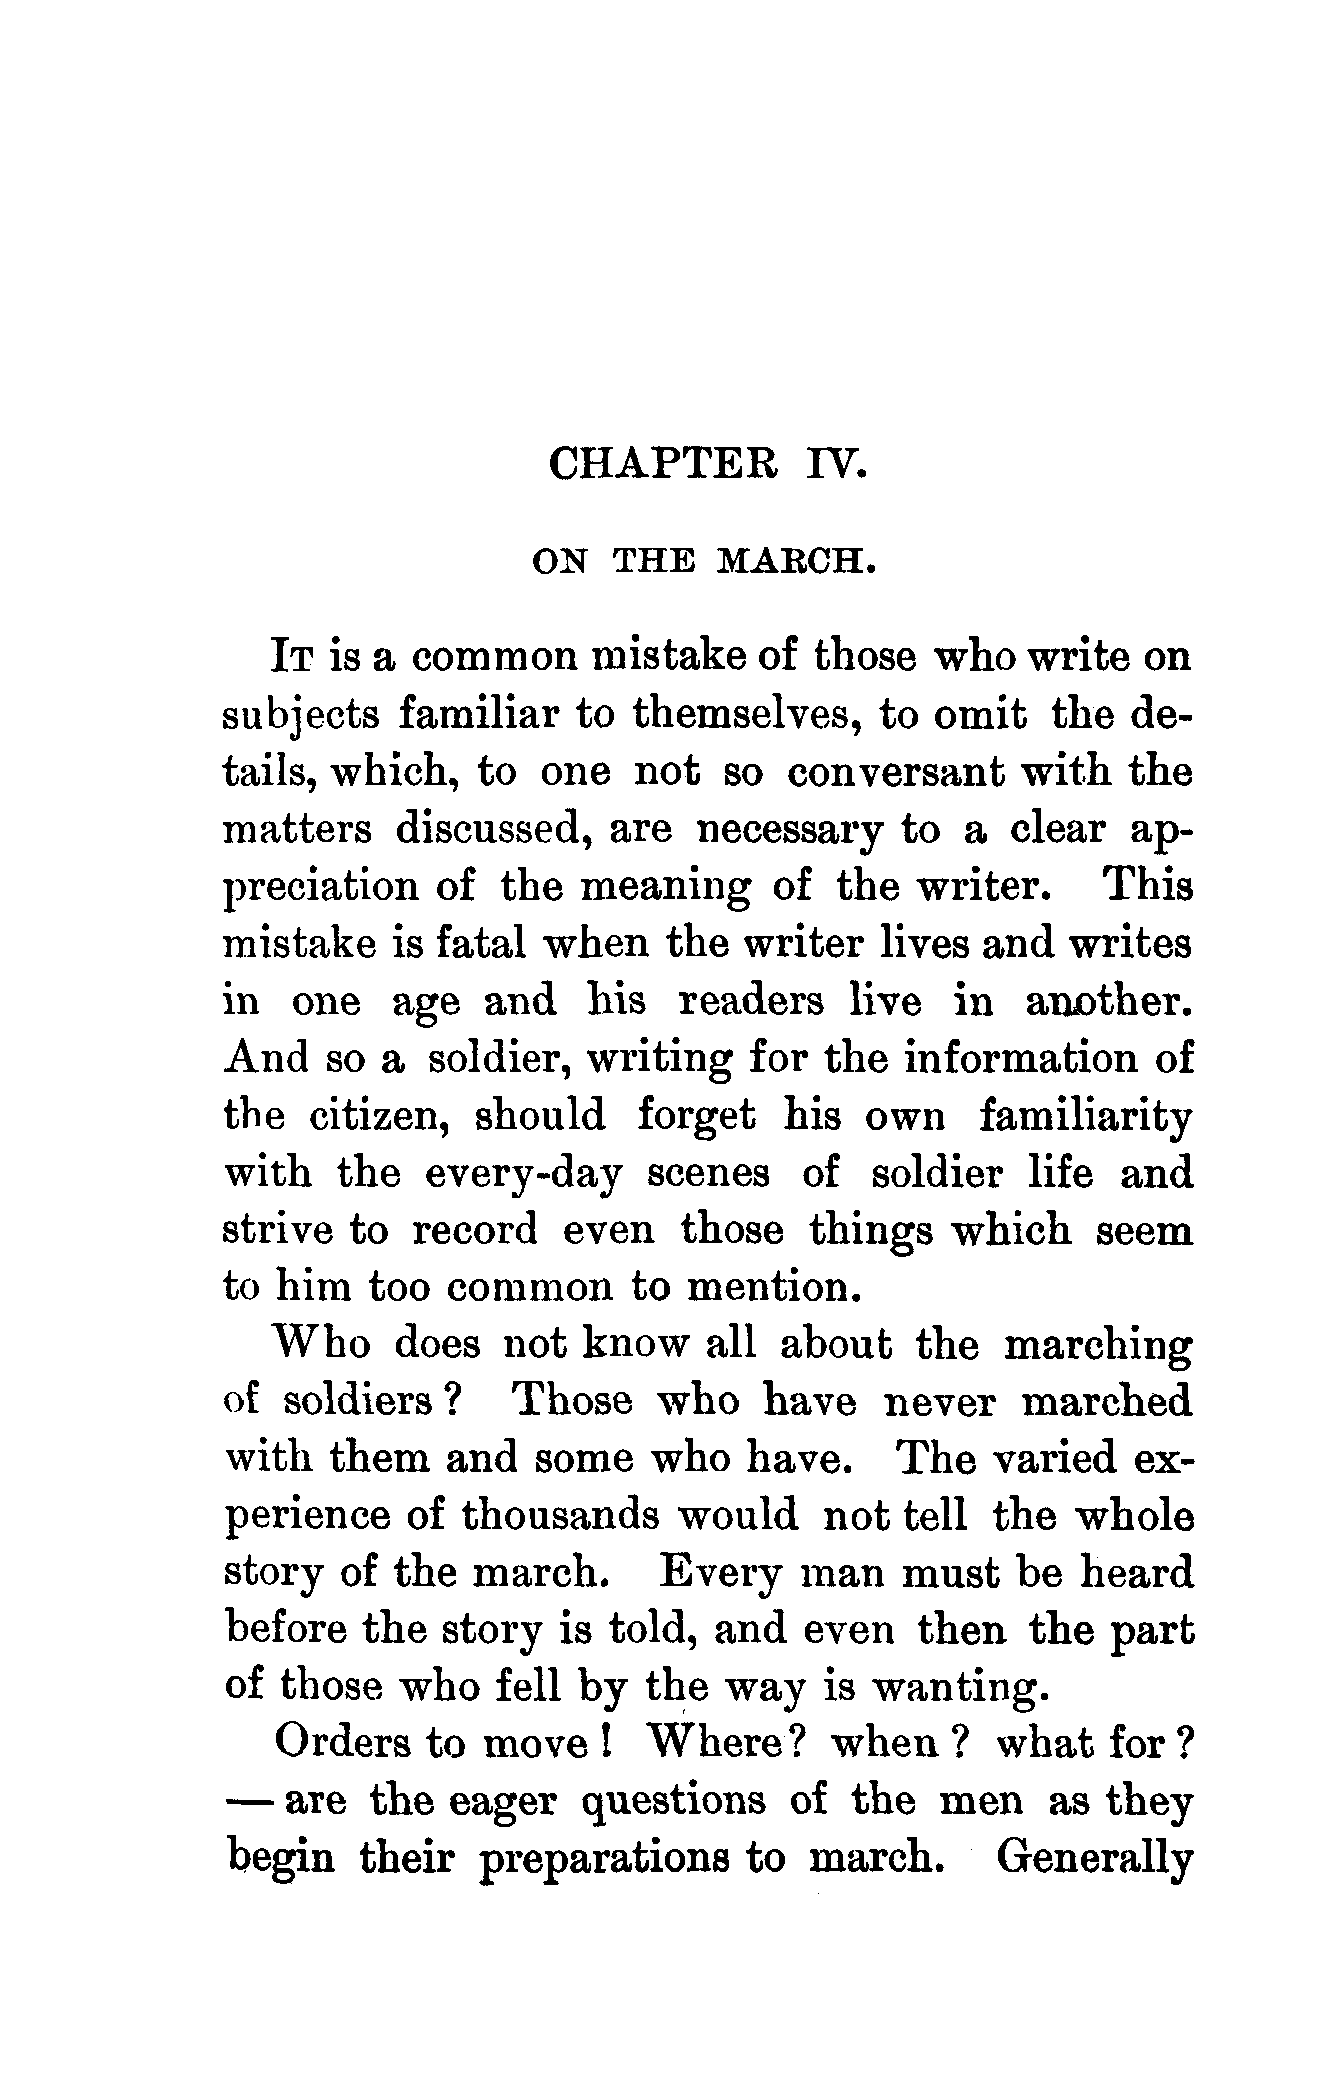 CHAPTER IV.
ON THE MARCH.
IT is a common mistake of those who write on
subjects familiar to themselves, to omit the de-
tails, which, to one not so conversant with the
matters discussed, are necessary to a clear ap-
preciation of the meaning of the writer. This
mistake is fatal when the writer lives and writes
in one age and his readers live in another.
And so a soldier, writing for the information of
the citizen, should forget his own familiarity
with the every-day scenes of soldier life and
strive to record even those things which seem
to him too common to mention.
Who does not know all about the marching
of soldiers? Those who have never marched
with them and some who have. The varied ex-
perience of thousands would not tell the whole
story of the march. Every man must be heard
before the story is told, and even then the part
of those who fell by the way is wanting.
Orders to move! Where? when? what for?
— are the eager questions of the men as they
begin their preparations to march. Generally